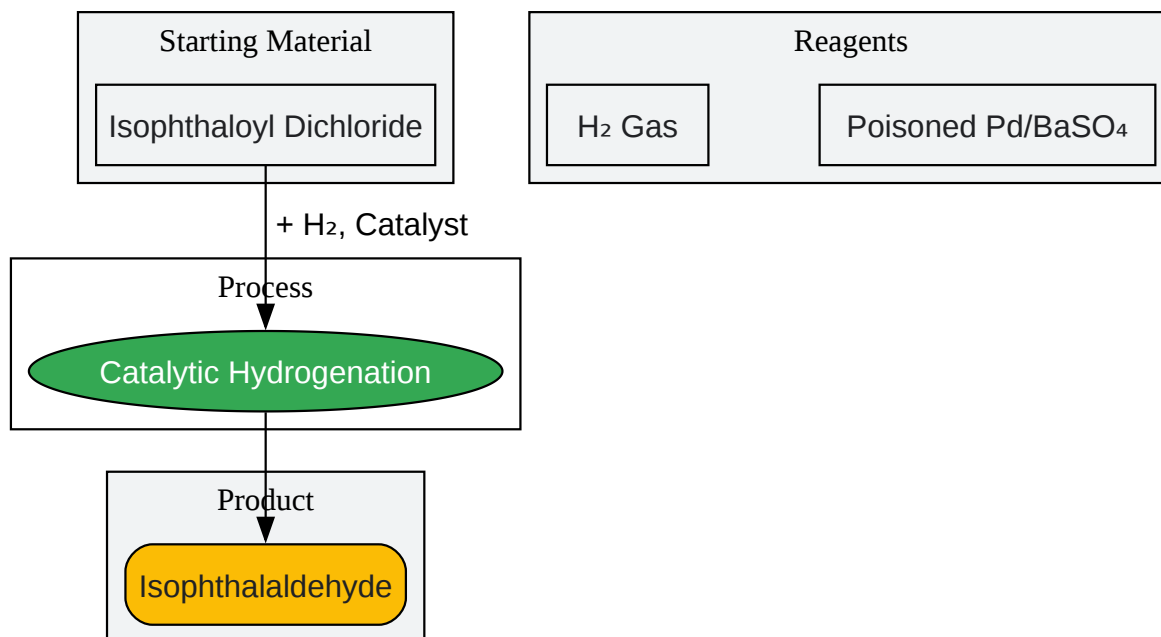 Starting Material
Isophthaloyl Dichloride
Reagents
H₂ Gas
Poisoned Pd/BaSO₄
+ H₂, Catalyst
Process
Catalytic Hydrogenation
Product
Isophthalaldehyde